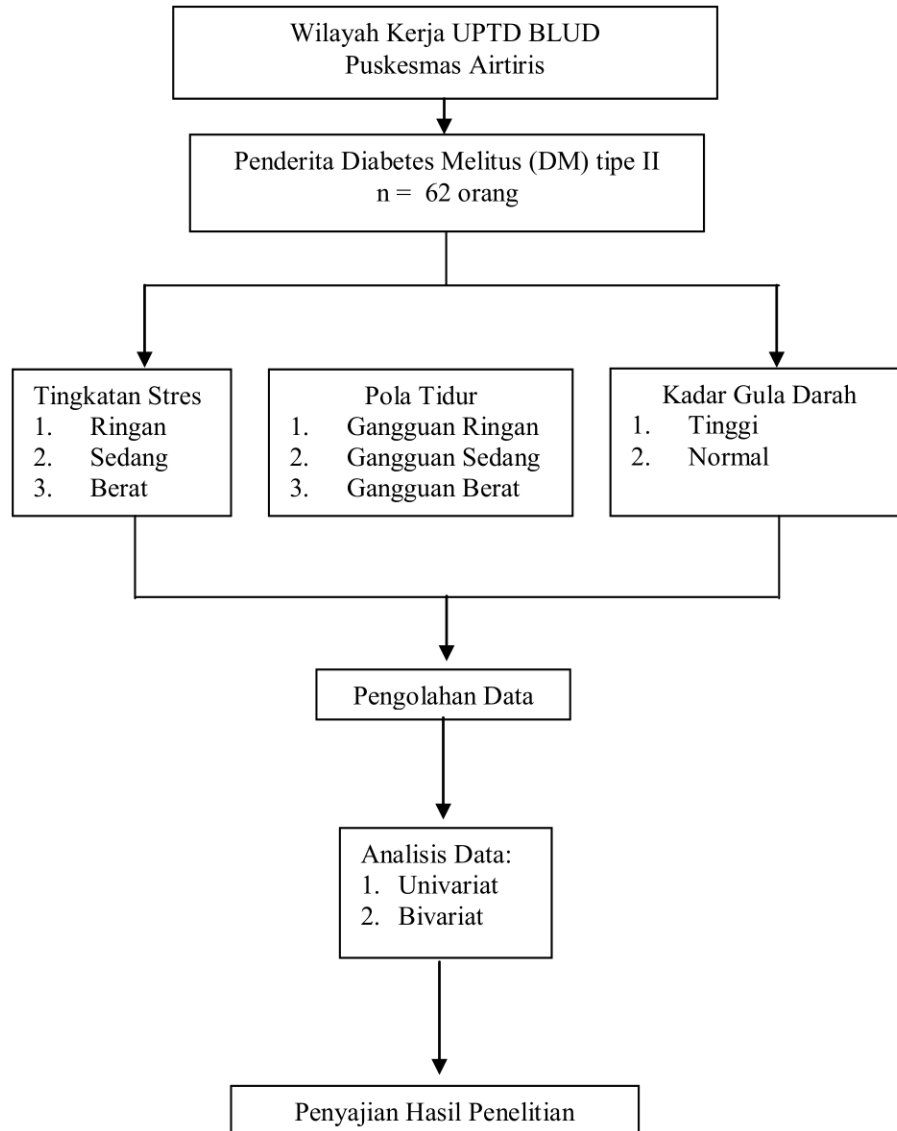 Wilayah Kerja UPTD BLUD
Puskesmas Airtiris
Penderita Diabetes Melitus (DM) tipe II
n = 62 orang
Tingkatan Stres
1. Ringan
2. Sedang
3. Berat
Pola Tidur
1. Gangguan Ringan
2. Gangguan Sedang
3. Gangguan Berat
Kadar Gula Darah
1. Tinggi
2. Normal
Pengolahan Data
Analisis Data:
1. Univariat
2. Bivariat
Penyajian Hasil Penelitian